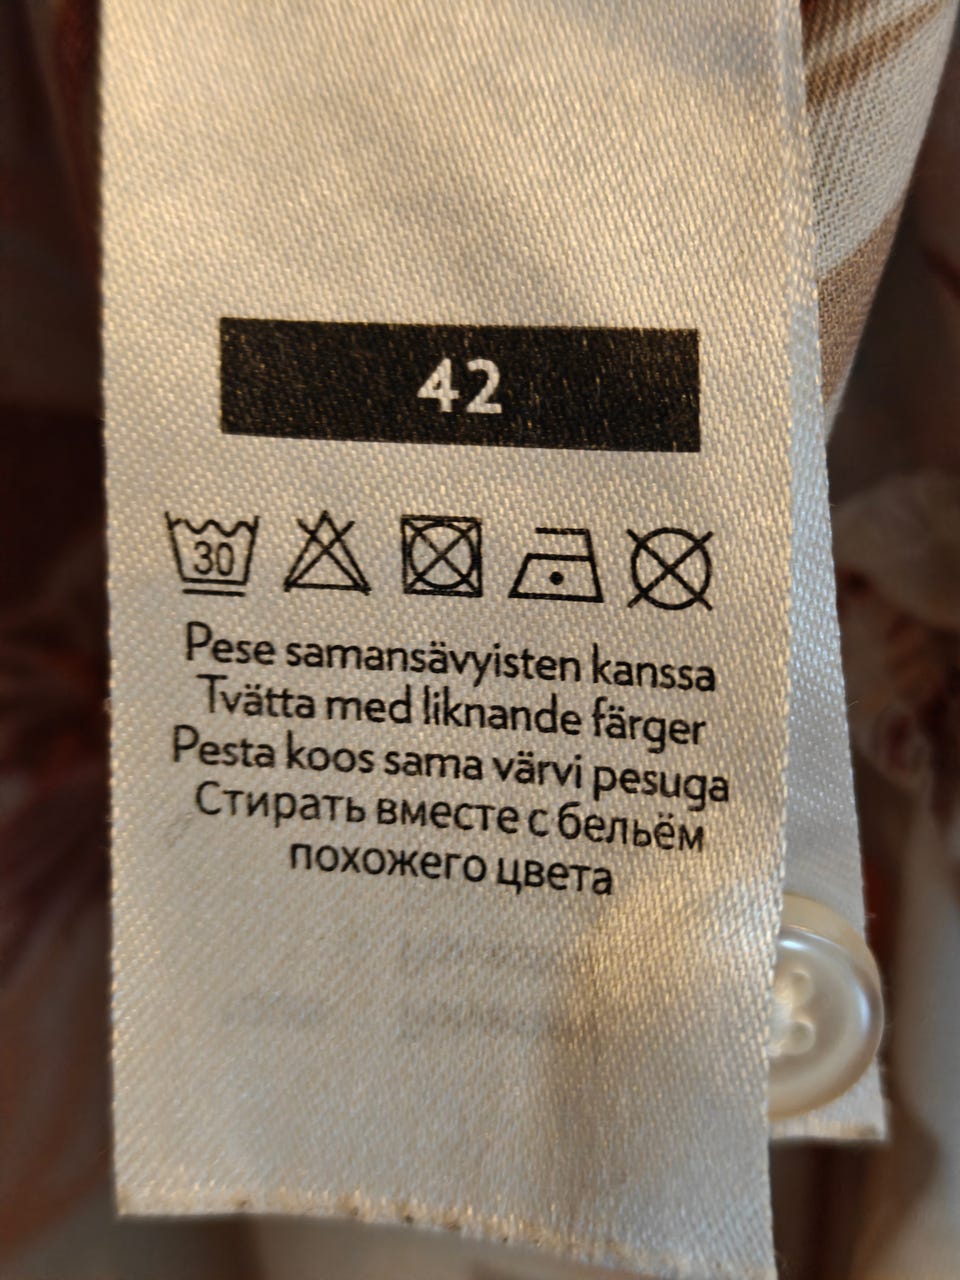 42
30
Pese samansävyisten kanssa
Tvätta med liknande färger
Pesta koos sama värvi pesuga
Стирать вместе с бельём
похожего цвета